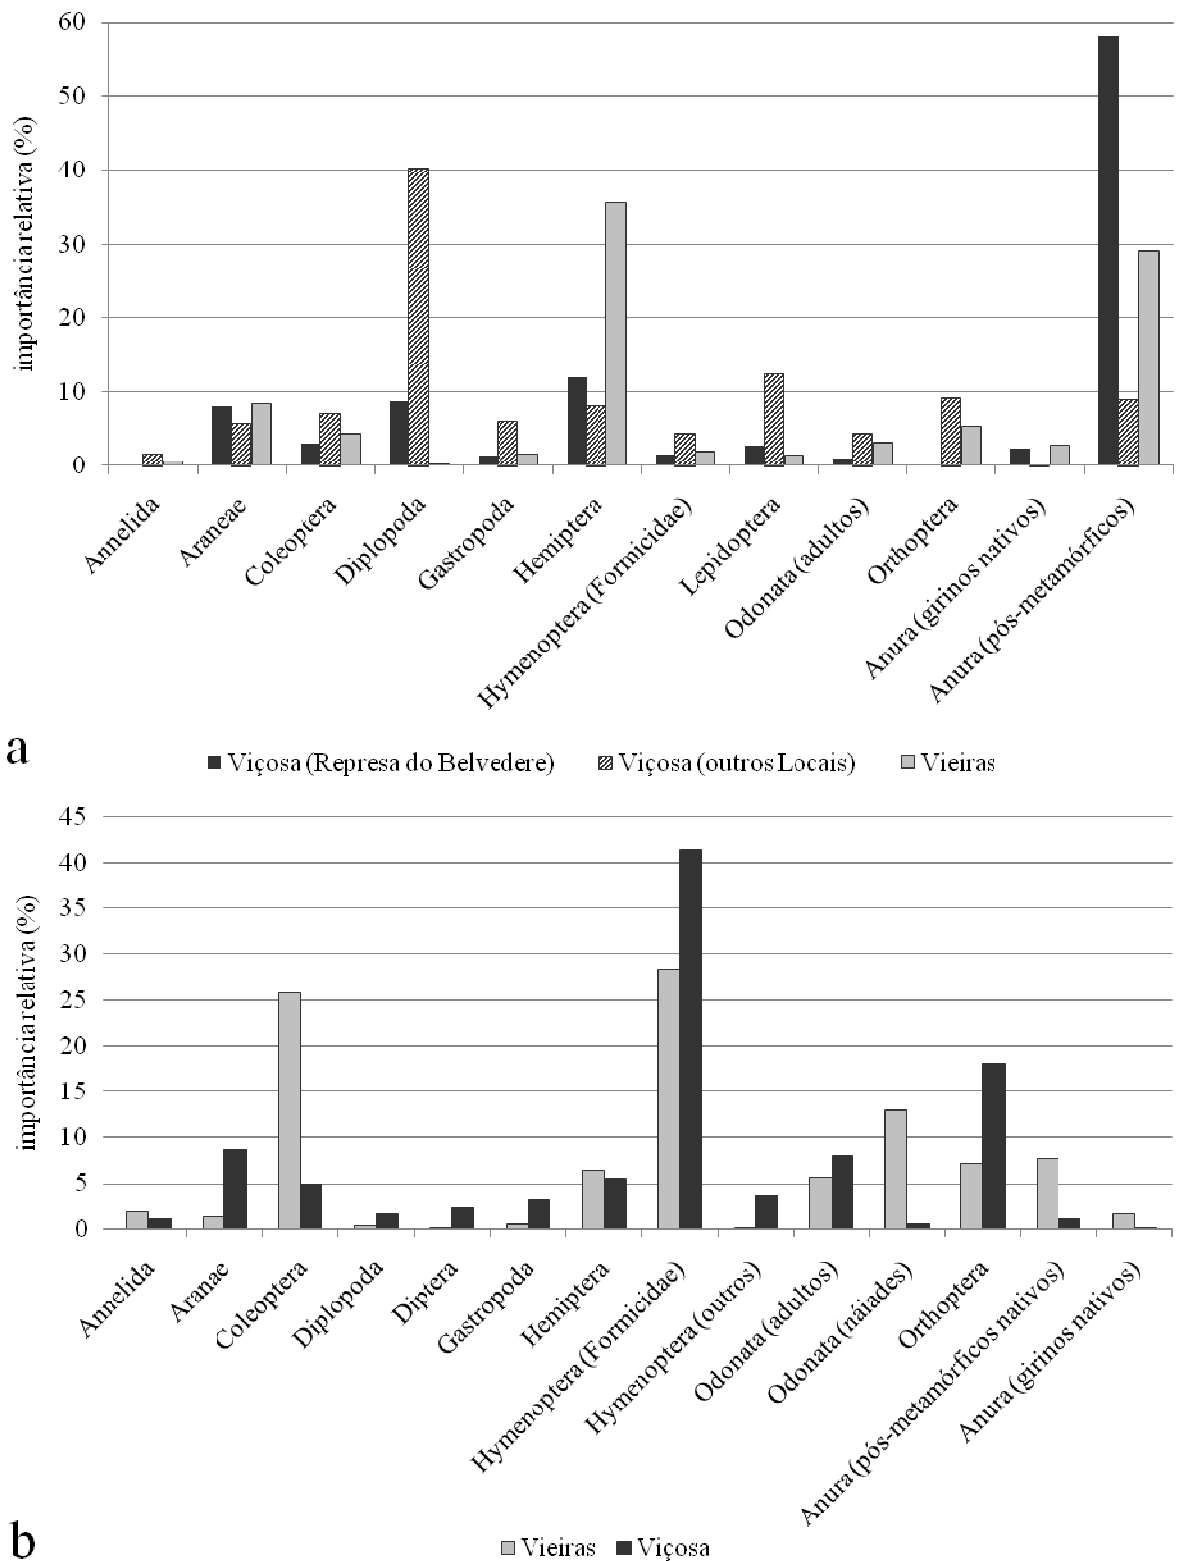 60
50
40
30
20
10
0
importância relativa (%)
Annelida
Araneae
Coleoptera
Diplopoda
Gastropoda
Hemiptera
Hymenoptera (Formicidae)
Lepidoptera
Odonata (adultos)
Orthoptera
Anura (girinos nativos)
Anura (pós-metamórficos)
a
Viçosa (Represa do Belvedere) Viçosa (outros Locais) Vieiras
45
40
35
30
25
20
15
10
5
0
importância relativa (%)
Annelida
Aranae
Coleoptera
Diplopoda
Diptera
Gastropoda
Hemiptera
Hymenoptera (Formicidae)
Hymenoptera (outros)
Odonata (adultos)
Odonata (náiades)
Orthoptera
Anura (pós-metamórficos nativos)
Anura (girinos nativos)
b
Vieiras Viçosa